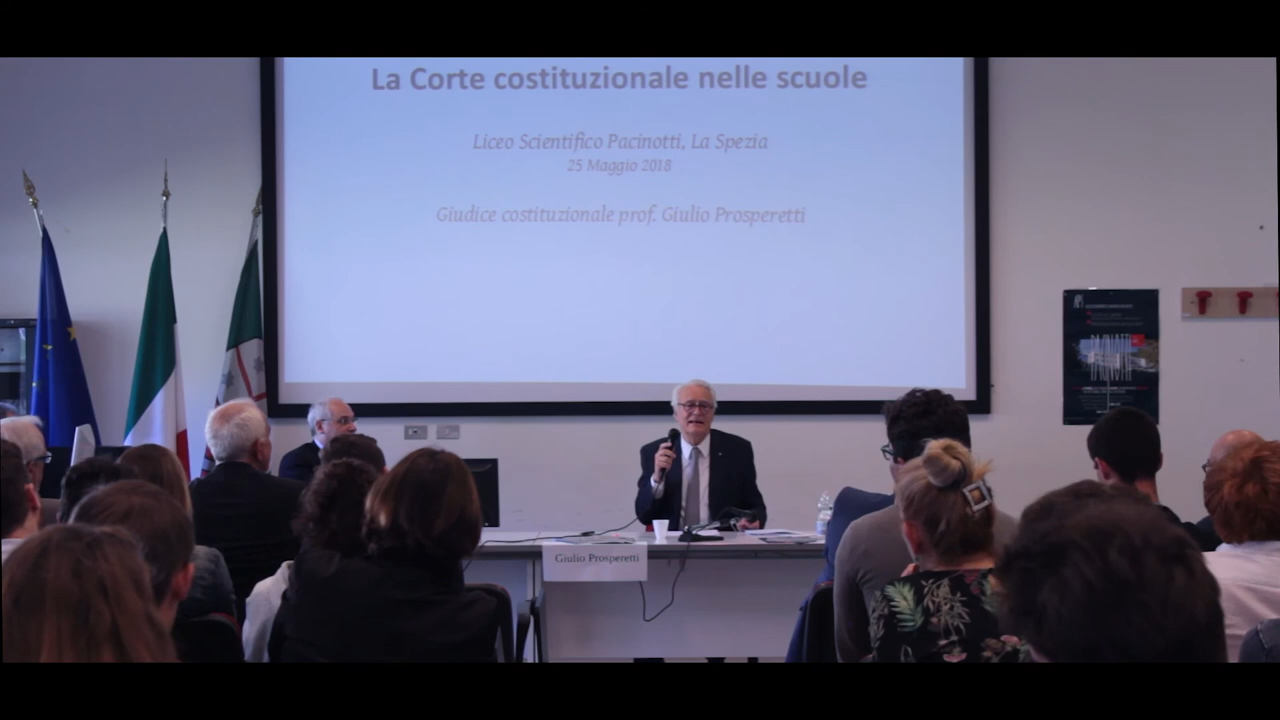 La Corte costituzionale nelle scuole
Liceo Scientifico Pacinotti, La Spezia
25 Maggio 2018
Giudice costituzionale prof. Giulio Prosperetti
Giulio Prosperetti